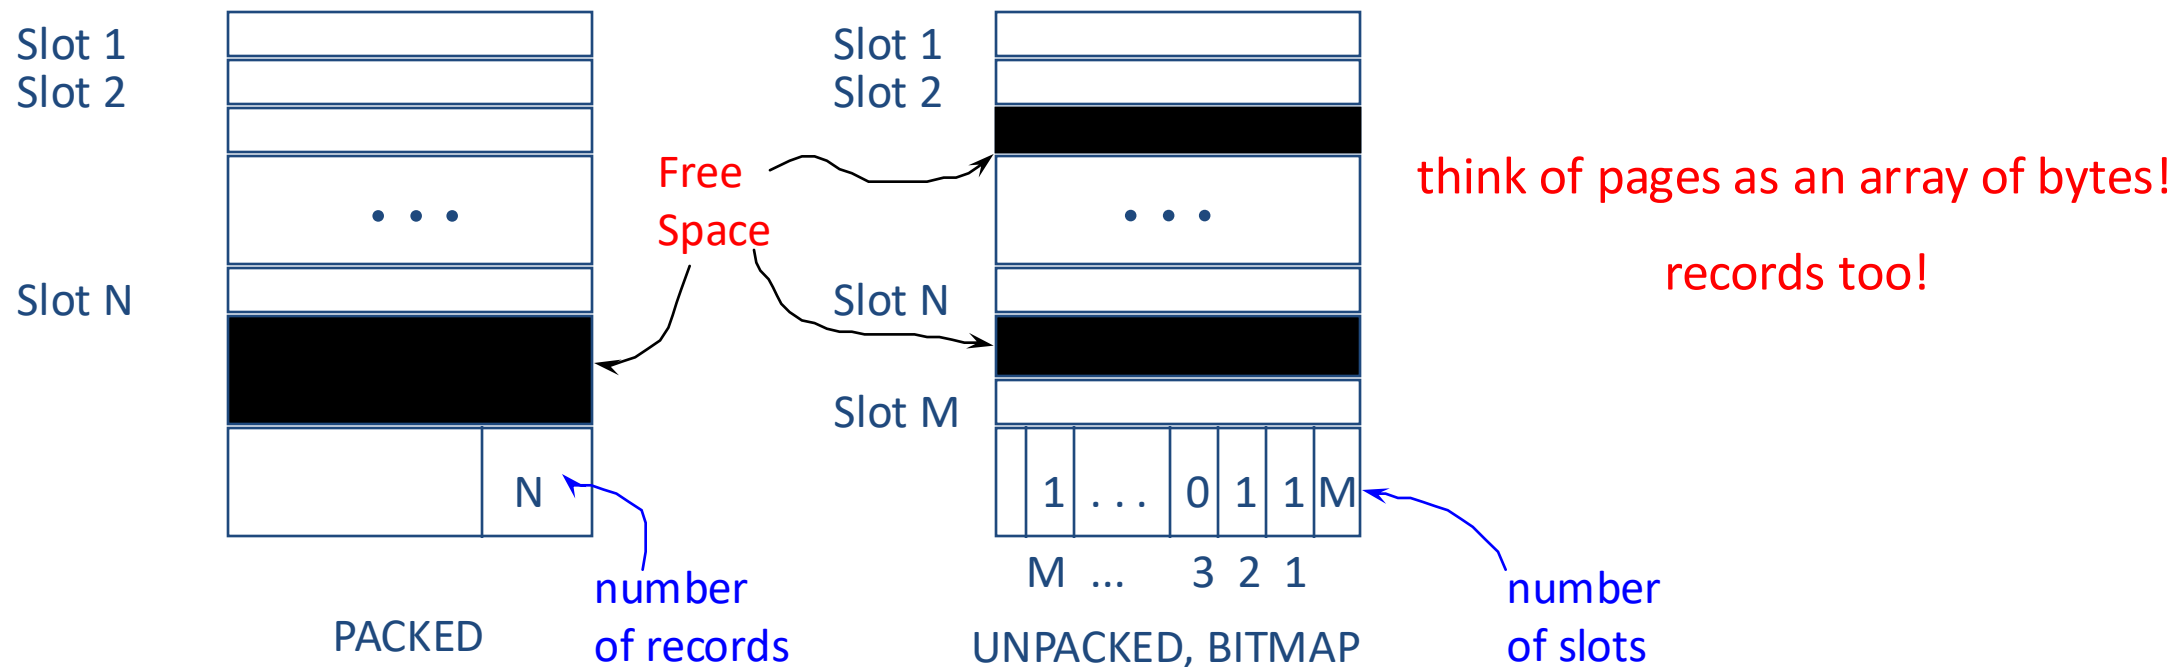 Slot 1
Slot 2
• • •
Slot N
N
number
of records
PACKED
Free
Space
Slot 1
Slot 2
• • •
Slot N
Slot M
1 . . . 0 1 1 M
M ... 3 2 1
number
of slots
UNPACKED, BITMAP
think of pages as an array of bytes!
records too!